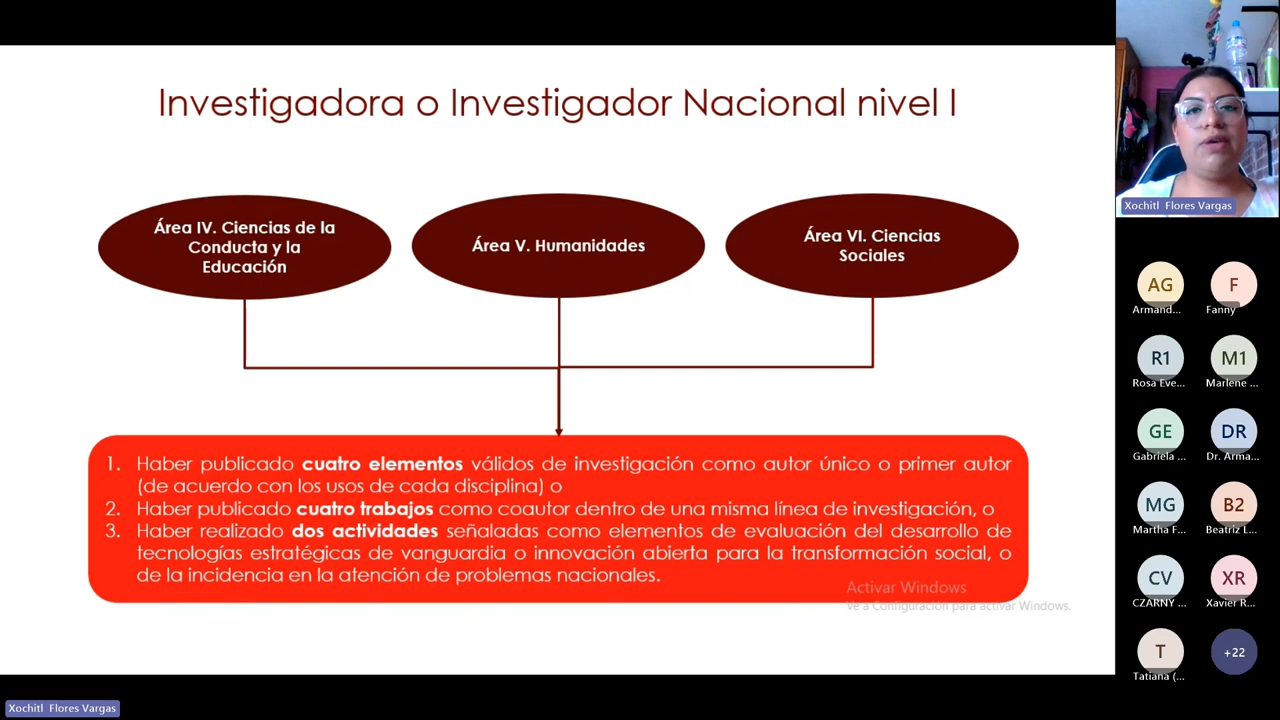 Investigadora o Investigador Nacional nivel I
Área IV. Ciencias de la
Conducta y la
Educación
Área V. Humanidades
Área VI. Ciencias
Sociales
1. Haber publicado cuatro elementos válidos de investigación como autor único o primer autor
(de acuerdo con los usos de cada disciplina) o
2. Haber publicado cuatro trabajos como coautor dentro de una misma línea de investigación, o
3. Haber realizado dos actividades señaladas como elementos de evaluación del desarrollo de
tecnologías estratégicas de vanguardia o innovación abierta para la transformación social, o
de la incidencia en la atención de problemas nacionales.
Activar Windows
Ve a Configuración para activar Windows.
Xochitl Flores Vargas
AG
Armand...
F
Fanny
R1
Rosa Eve...
M1
Marlene ...
GE
Gabriela ...
DR
Dr. Arma...
MG
Martha F...
B2
Beatriz L...
CV
CZARNY ...
XR
Xavier R...
T
Tatiana (...
+22
Xochitl Flores Vargas